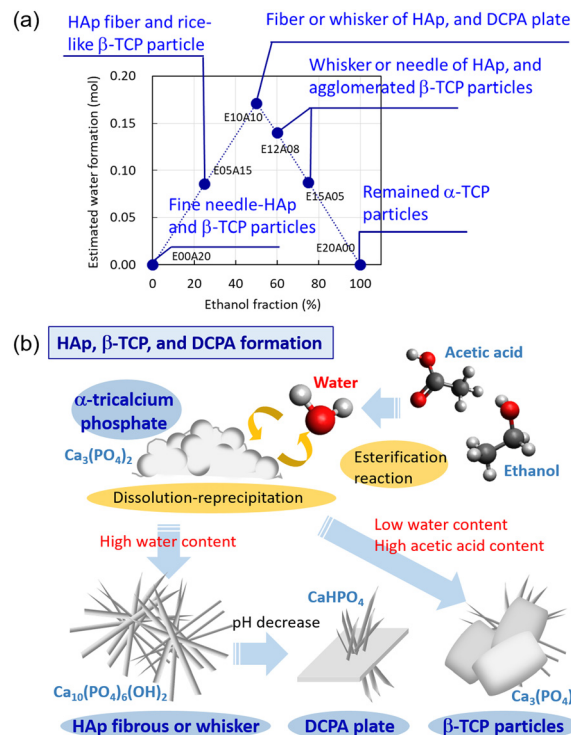 (a)
HAp fiber and rice-
like β-TCP particle
Fiber or whisker of HAp, and
DCPA plate
Whisker or needle of HAp, and
agglomerated β-TCP particles
Estimated water formation (mol)
0.20
0.15
0.10
0.05
0.00
E10A10
E12A08
E05A15
E15A05
Fine needle-HAp
and β-TCP particles
Remained α-TCP
particles
E00A20
E20A00
0
20
40
60
80
100
Ethanol fraction (%)
(b)
HAp, β-TCP, and DCPA formation
Acetic acid
Water
α-tricalcium
phosphate
Ca3(PO4)2
Esterification
reaction
Ethanol
Dissolution-reprecipitation
High water content
Low water content
High acetic acid content
CaHPO4
pH decrease
Ca10(PO4)6(OH)2
Ca3(PO4)
HAp fibrous or whisker
DCPA plate
β-TCP particles